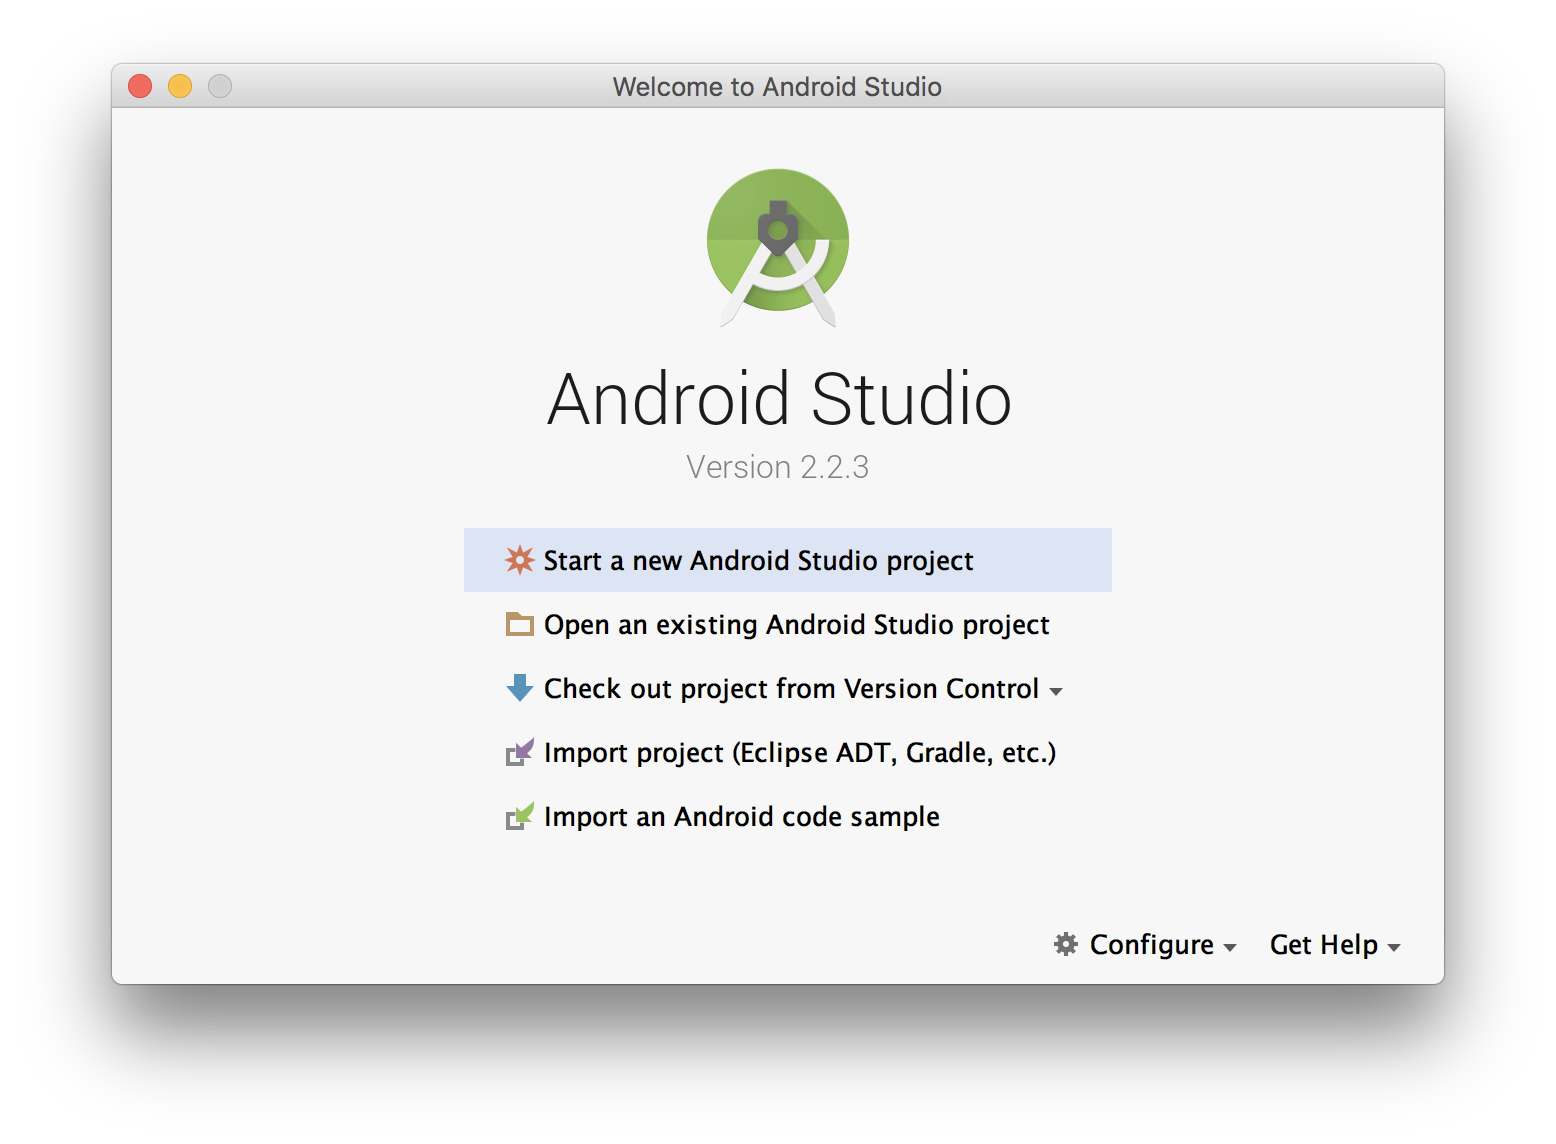 Welcome to Android Studio
Android Studio
Version 2.2.3
Start a new Android Studio project
Open an existing Android Studio project
Check out project from Version Control
Import project (Eclipse ADT, Gradle, etc.)
Import an Android code sample
Configure Get Help